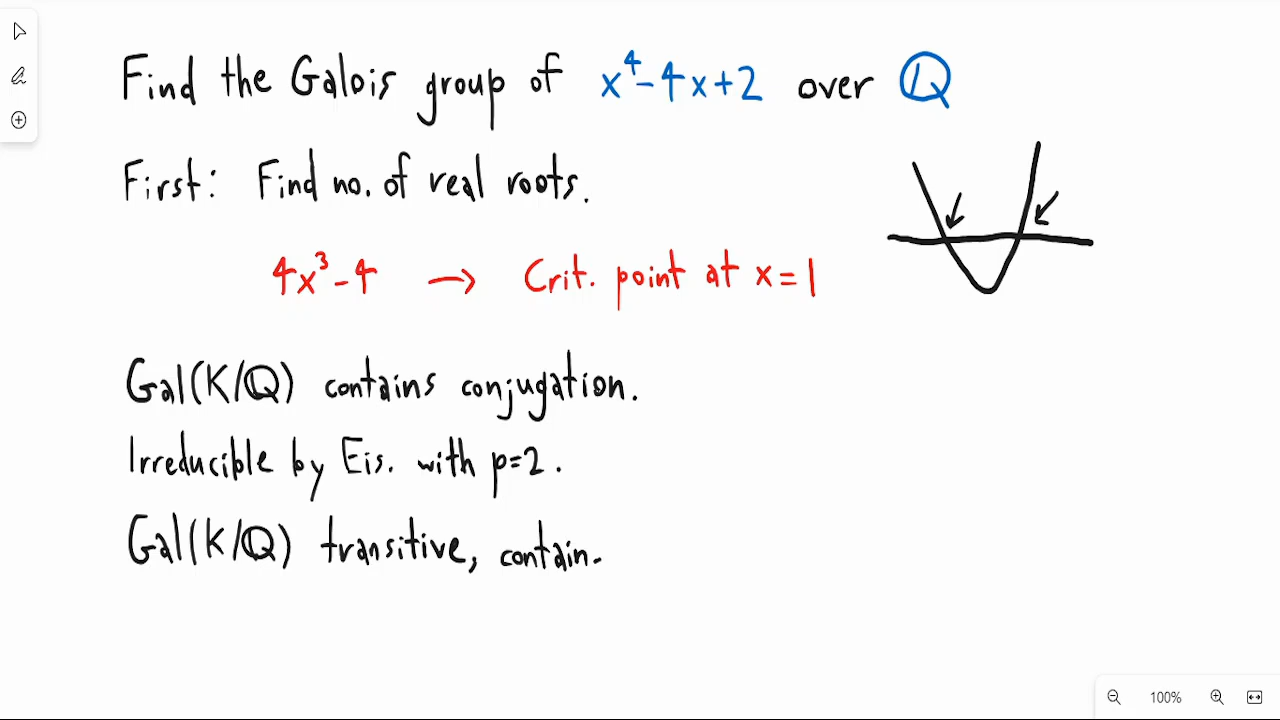 Find the Galois group of x⁴-4x+2 over ℚ
First: Find no. of real roots.
4x³-4 → Crit. point at x=1
Gal(K/ℚ) contains conjugation.
Irreducible by Eis. with p=2.
Gal(K/ℚ) transitive, contain.
100%